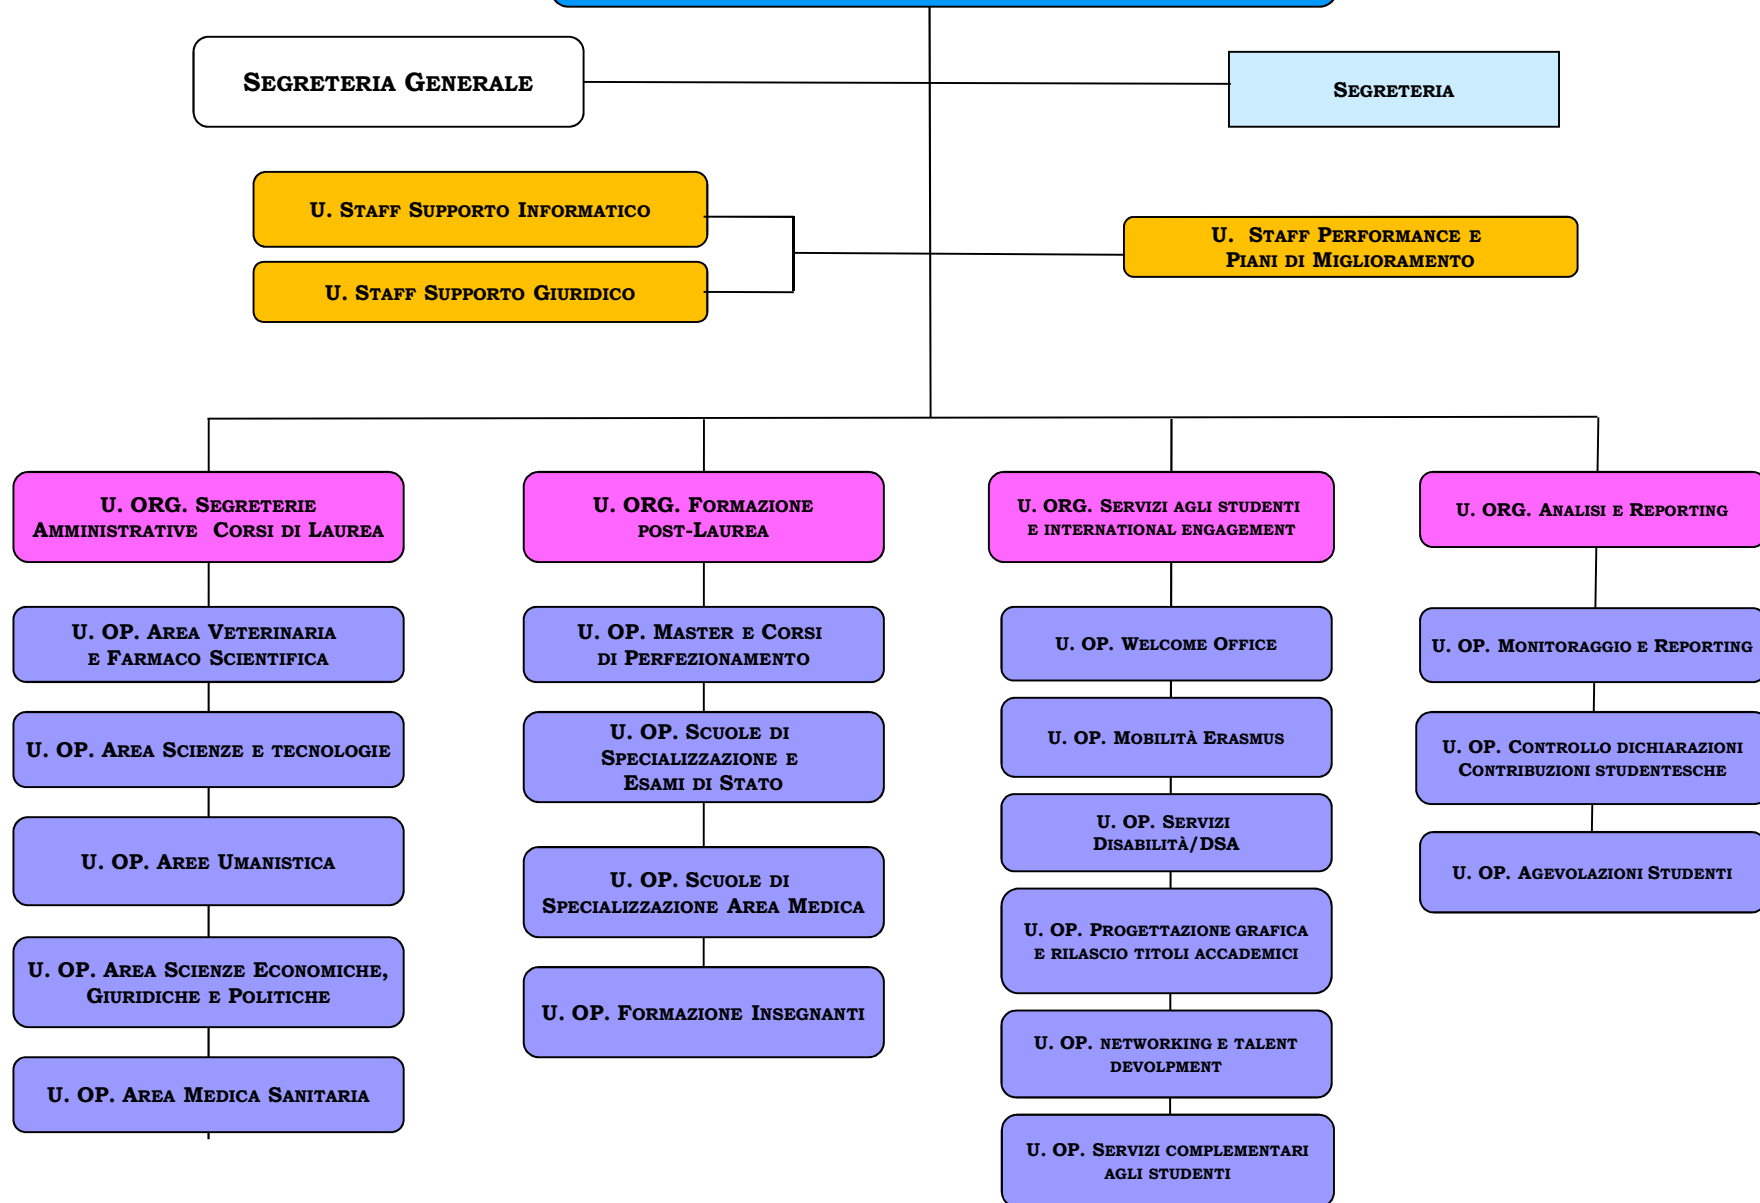 Segreteria Generale
Segreteria
U. Staff Supporto Informatico
U. Staff Supporto Giuridico
U. Staff Performance e
Piani di Miglioramento
U. ORG. Segreterie
Amministrative Corsi di Laurea
U. OP. Area Veterinaria
e Farmaco Scientifica
U. OP. Area Scienze e tecnologie
U. OP. Aree Umanistica
U. OP. Area Scienze Economiche,
Giuridiche e Politiche
U. OP. Area Medica Sanitaria
U. ORG. Formazione
post-Laurea
U. OP. Master e Corsi
di Perfezionamento
U. OP. Scuole di
Specializzazione e
Esami di Stato
U. OP. Scuole di
Specializzazione Area Medica
U. OP. Formazione Insegnanti
U. ORG. Servizi agli studenti
e international engagement
U. OP. Welcome Office
U. OP. Mobilità Erasmus
U. OP. Servizi
Disabilità/DSA
U. OP. Progettazione grafica
e rilascio titoli accademici
U. OP. networking e talent
devolpment
U. OP. Servizi complementari
agli studenti
U. ORG. Analisi e Reporting
U. OP. Monitoraggio e Reporting
U. OP. Controllo dichiarazioni
Contribuzioni studentesche
U. OP. Agevolazioni Studenti